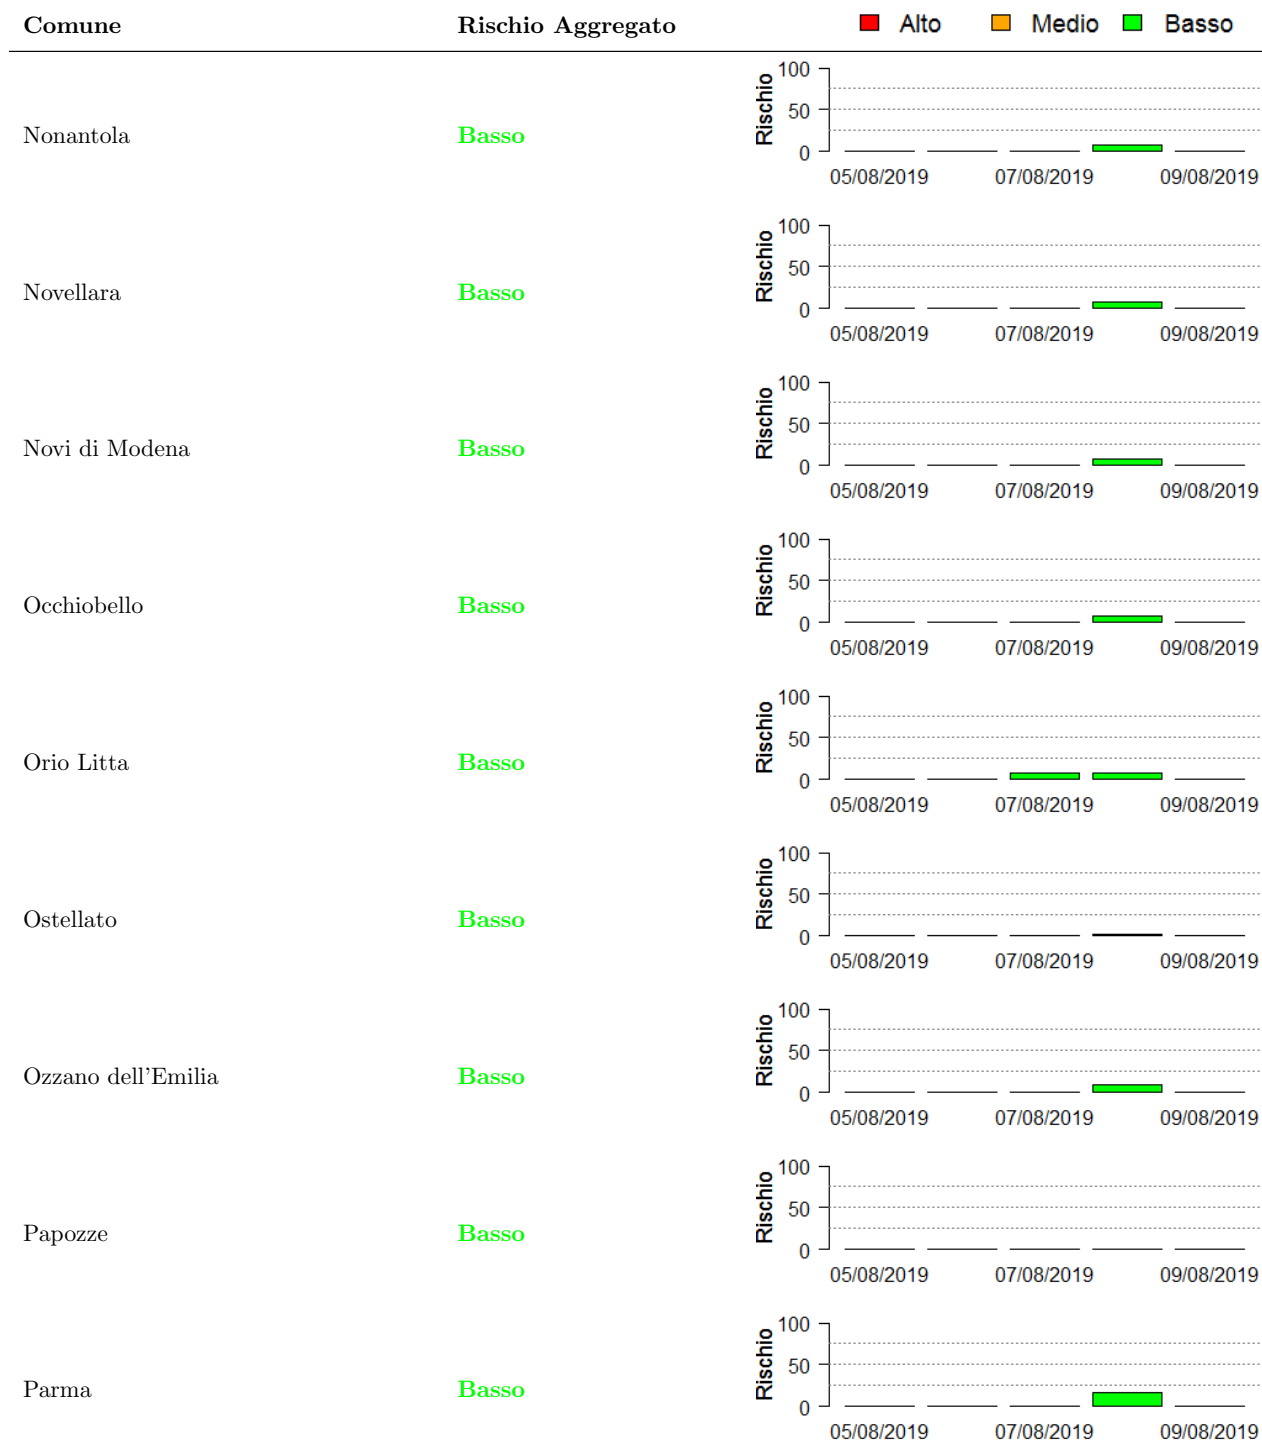 Comune Rischio Aggregato Alto Medio Basso
Nonantola Basso
Rischio
100
50
0
05/08/2019 07/08/2019 09/08/2019
Novellara Basso
Rischio
100
50
0
05/08/2019 07/08/2019 09/08/2019
Novi di Modena Basso
Rischio
100
50
0
05/08/2019 07/08/2019 09/08/2019
Occhiobello Basso
Rischio
100
50
0
05/08/2019 07/08/2019 09/08/2019
Orio Litta Basso
Rischio
100
50
0
05/08/2019 07/08/2019 09/08/2019
Ostellato Basso
Rischio
100
50
0
05/08/2019 07/08/2019 09/08/2019
Ozzano dell'Emilia Basso
Rischio
100
50
0
05/08/2019 07/08/2019 09/08/2019
Papozze Basso
Rischio
100
50
0
05/08/2019 07/08/2019 09/08/2019
Parma Basso
Rischio
100
50
0
05/08/2019 07/08/2019 09/08/2019